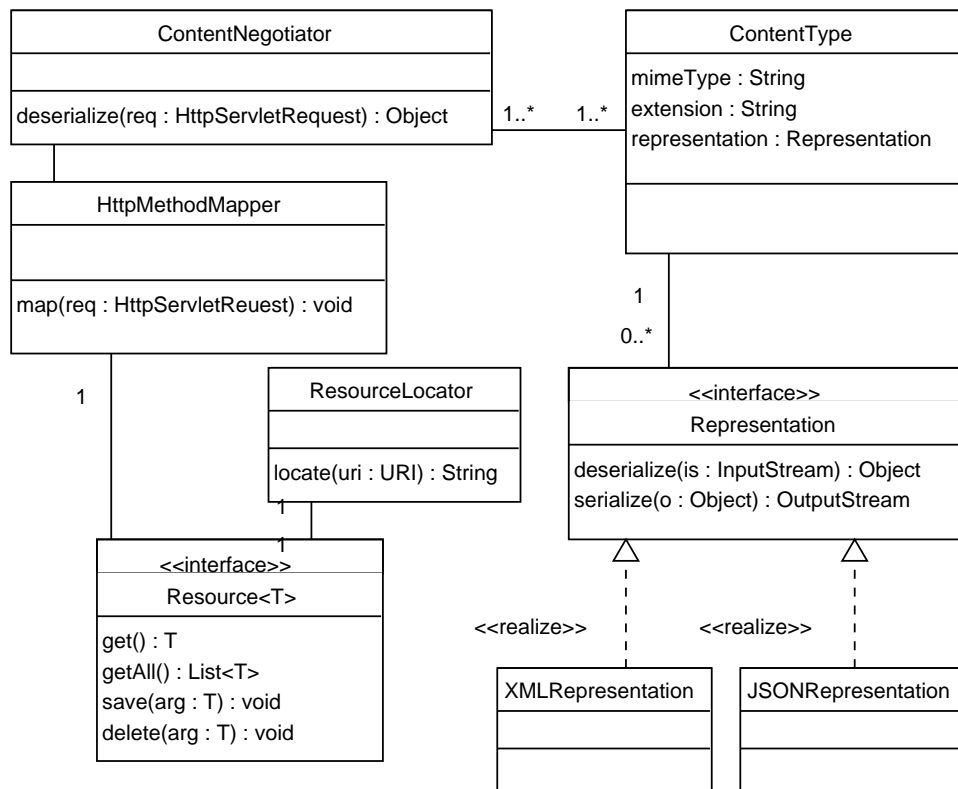 ContentNegotiator
deserialize(req : HttpServletRequest) : Object
1..*
1..*
ContentType
mimeType : String
extension : String
representation : Representation
HttpMethodMapper
map(req : HttpServletReuest) : void
1
1
0..*
ResourceLocator
locate(uri : URI) : String
1
1
<<interface>>
Representation
deserialize(is : InputStream) : Object
serialize(o : Object) : OutputStream
<<interface>>
Resource<T>
get() : T
getAll() : List<T>
save(arg : T) : void
delete(arg : T) : void
<<realize>>
<<realize>>
XMLRepresentation
JSONRepresentation